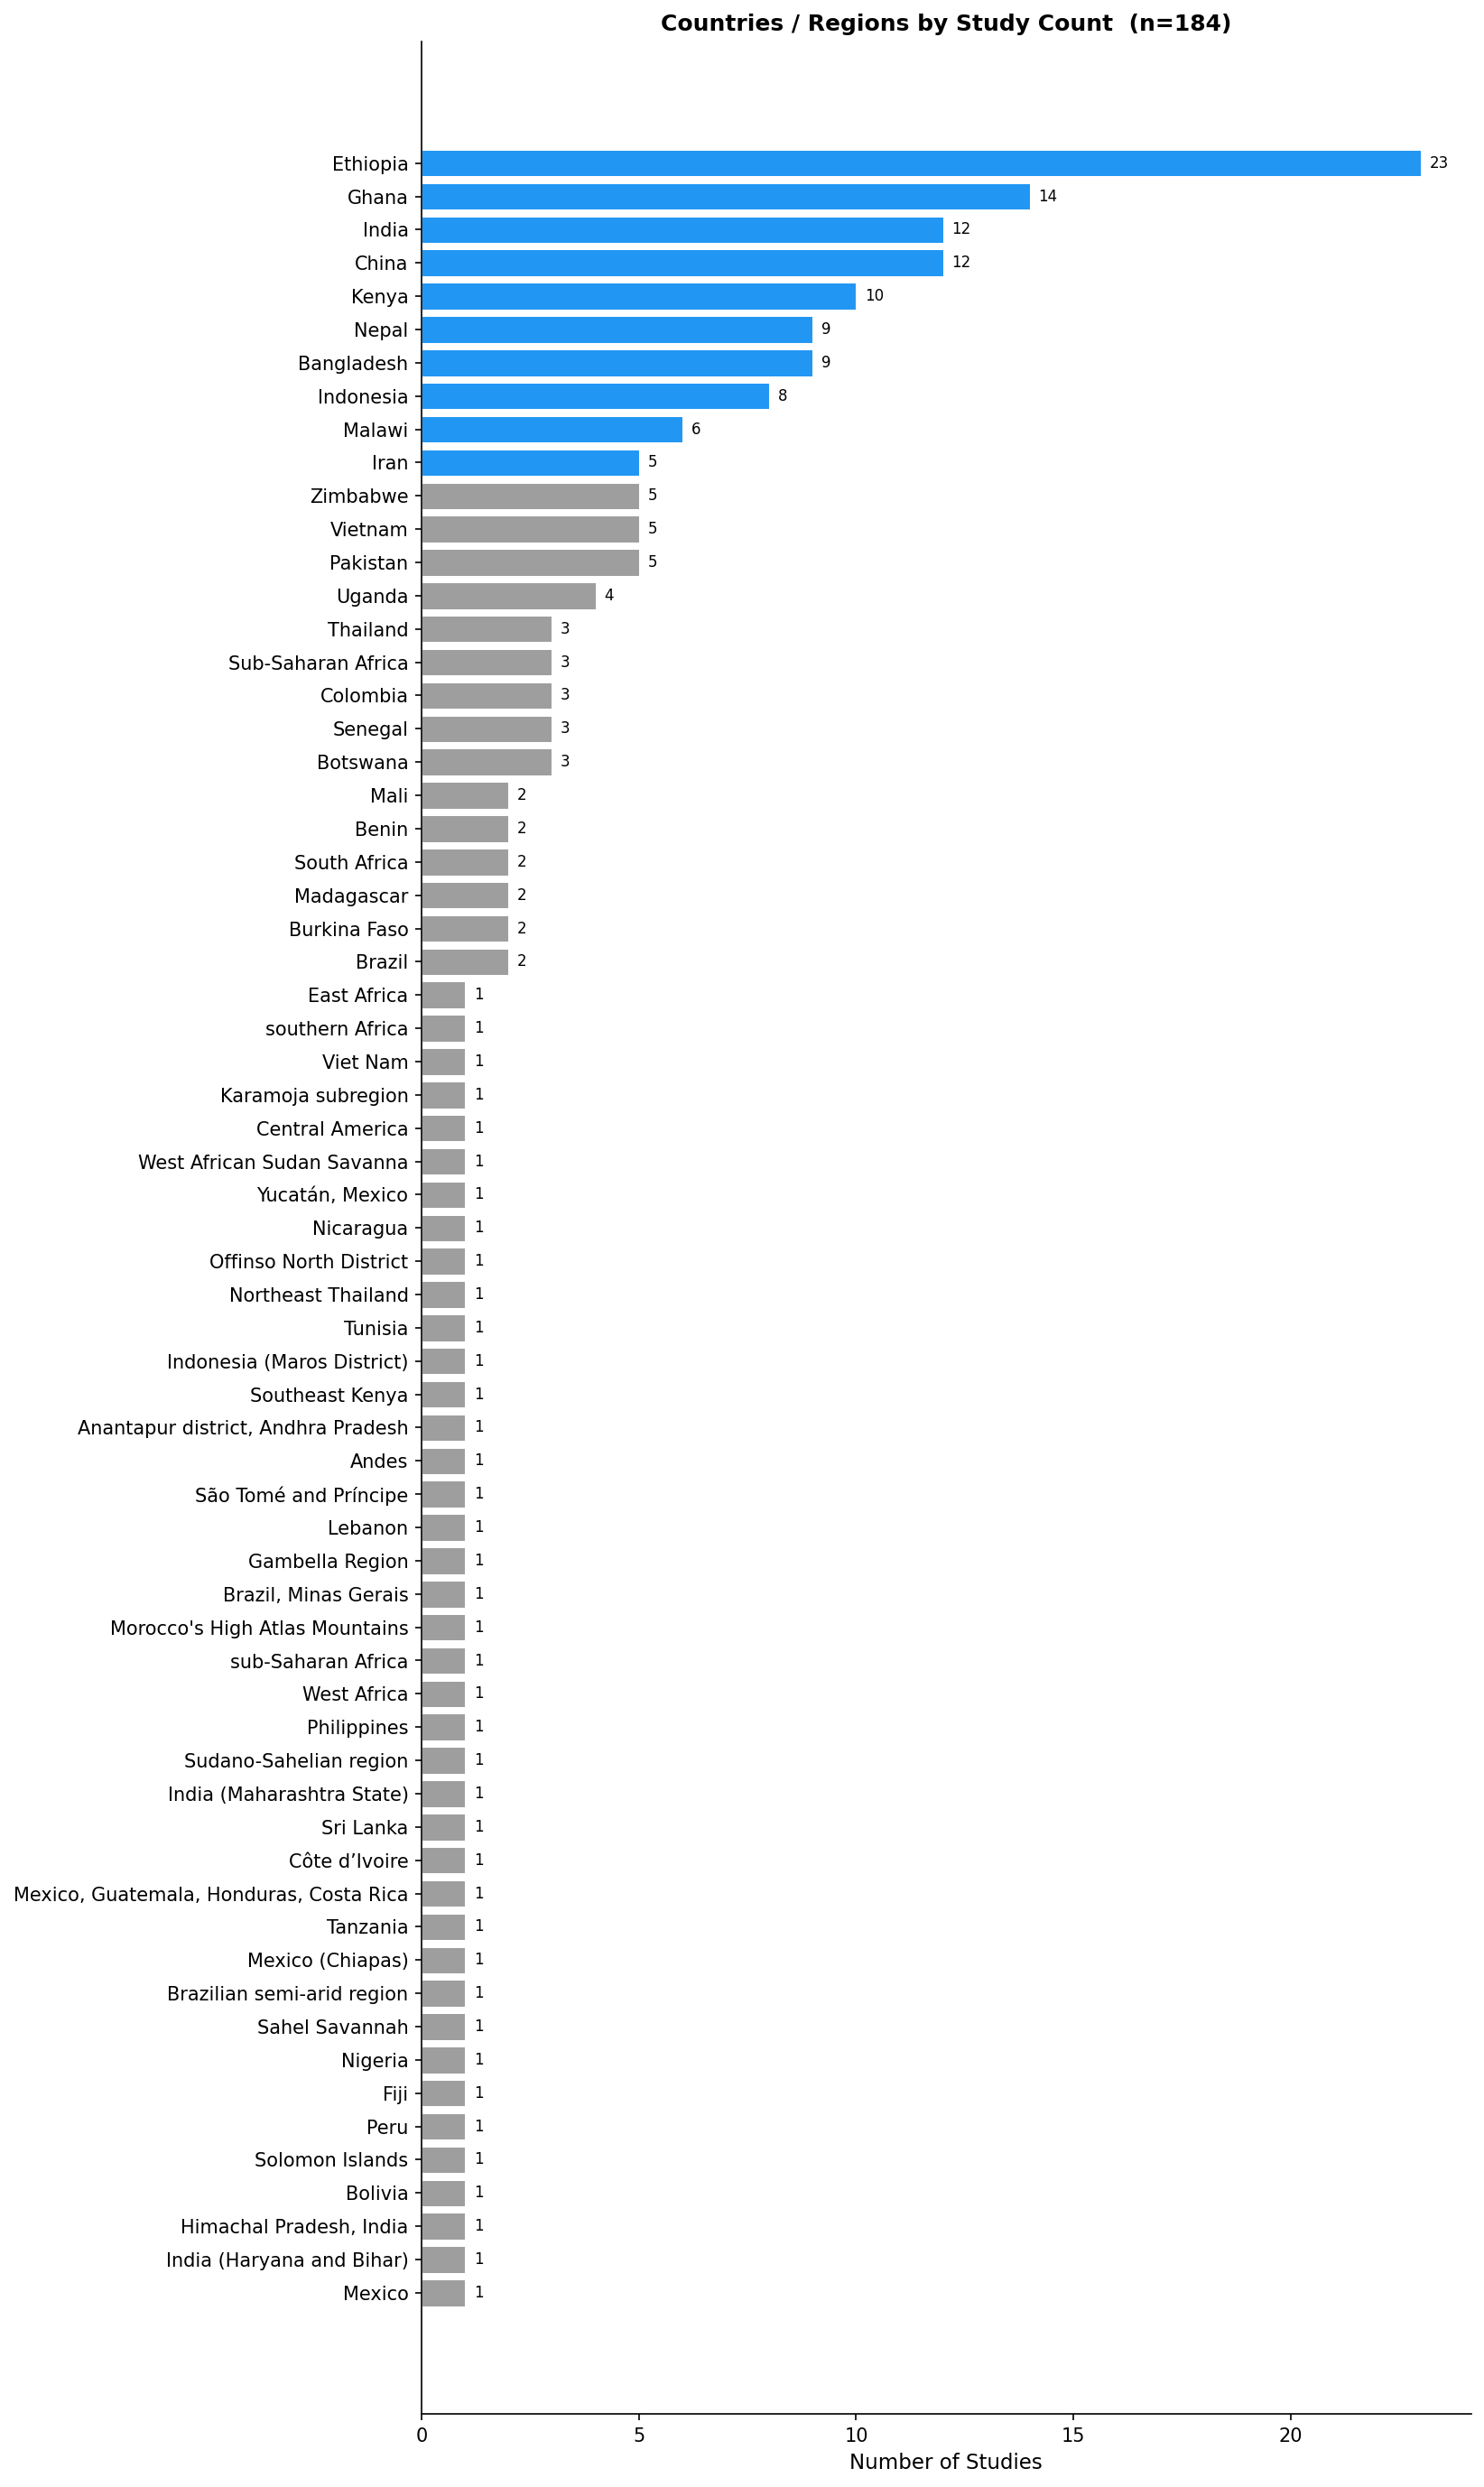 Countries / Regions by Study Count  (n=184)
Ethiopia 23
Ghana 14
India 12
China 12
Kenya 10
Nepal 9
Bangladesh 9
Indonesia 8
Malawi 6
Iran 5
Zimbabwe 5
Vietnam 5
Pakistan 5
Uganda 4
Thailand 3
Sub-Saharan Africa 3
Colombia 3
Senegal 3
Botswana 3
Mali 2
Benin 2
South Africa 2
Madagascar 2
Burkina Faso 2
Brazil 2
East Africa 1
southern Africa 1
Viet Nam 1
Karamoja subregion 1
Central America 1
West African Sudan Savanna 1
Yucatán, Mexico 1
Nicaragua 1
Offinso North District 1
Northeast Thailand 1
Tunisia 1
Indonesia (Maros District) 1
Southeast Kenya 1
Anantapur district, Andhra Pradesh 1
Andes 1
São Tomé and Príncipe 1
Lebanon 1
Gambella Region 1
Brazil, Minas Gerais 1
Morocco's High Atlas Mountains 1
sub-Saharan Africa 1
West Africa 1
Philippines 1
Sudano-Sahelian region 1
India (Maharashtra State) 1
Sri Lanka 1
Côte d’Ivoire 1
Mexico, Guatemala, Honduras, Costa Rica 1
Tanzania 1
Mexico (Chiapas) 1
Brazilian semi-arid region 1
Sahel Savannah 1
Nigeria 1
Fiji 1
Peru 1
Solomon Islands 1
Bolivia 1
Himachal Pradesh, India 1
India (Haryana and Bihar) 1
Mexico 1
0 5 10 15 20
Number of Studies